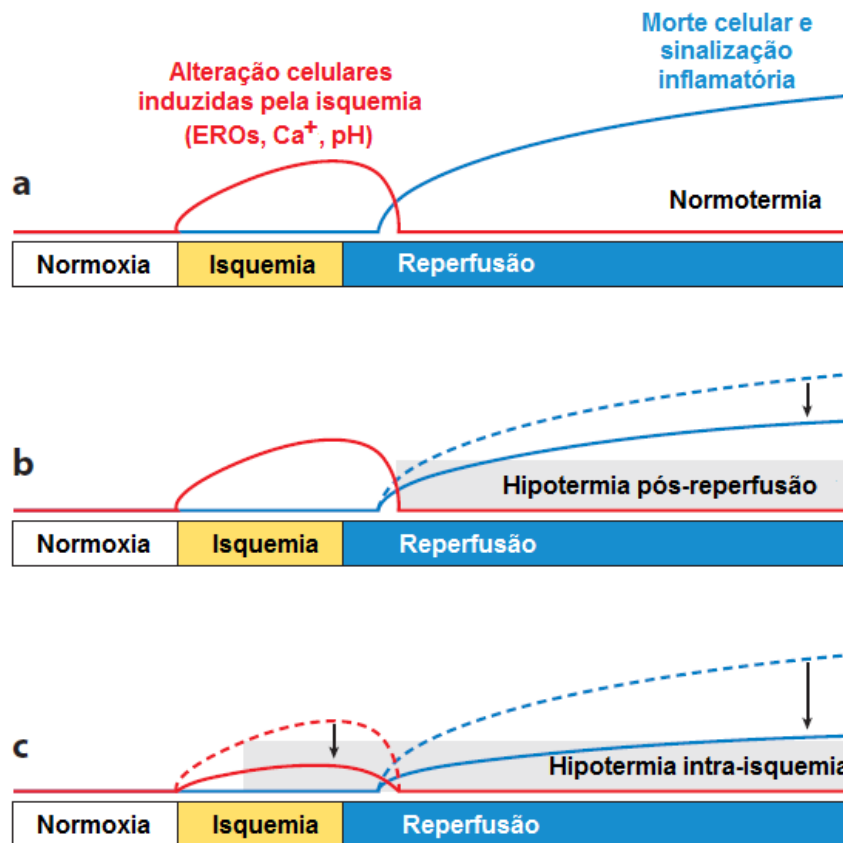 Morte celular e
sinalização
inflamatória
Alteração celulares
induzidas pela isquemia
(EROs, Ca⁺, pH)
a
Normotermia
Normoxia
Isquemia
Reperfusão
b
Hipotermia pós-reperfusão
Normoxia
Isquemia
Reperfusão
c
Hipotermia intra-isquemia
Normoxia
Isquemia
Reperfusão